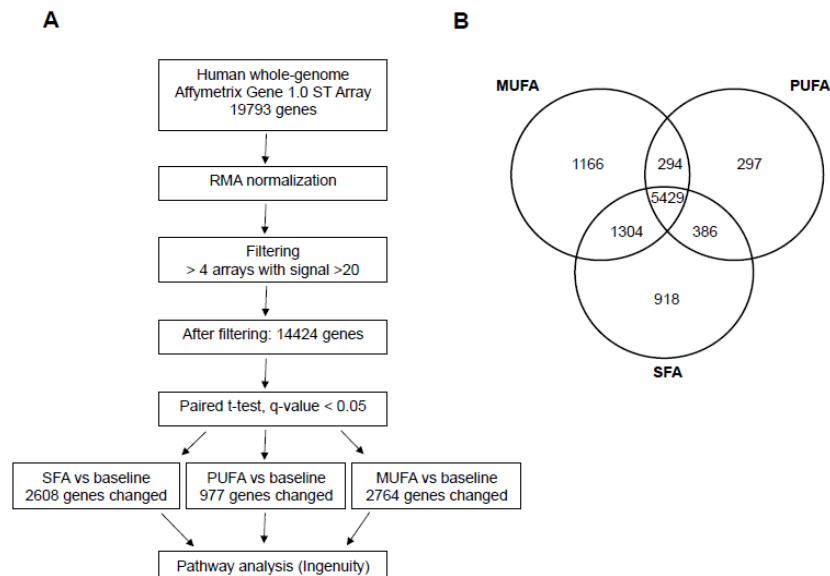 A
Human whole-genome
Affymetrix Gene 1.0 ST Array
19793 genes
RMA normalization
Filtering
> 4 arrays with signal >20
After filtering: 14424 genes
Paired t-test, q-value < 0.05
SFA vs baseline
2608 genes changed
PUFA vs baseline
977 genes changed
MUFA vs baseline
2764 genes changed
Pathway analysis (Ingenuity)
B
MUFA
PUFA
1166
294
297
5429
1304
386
918
SFA